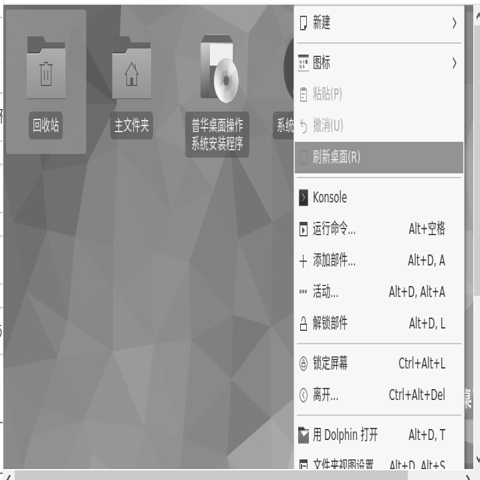 回收站
主文件夹
普华桌面操作
系统安装程序
系统
新建
图标
粘贴(P)
撤消(U)
刷新桌面(R)
Konsole
运行命令... Alt+空格
添加部件... Alt+D, A
活动... Alt+D, Alt+A
解锁部件 Alt+D, L
锁定屏幕 Ctrl+Alt+L
离开... Ctrl+Alt+Del
用 Dolphin 打开 Alt+D, T
文件夹视图设置 Alt+D, Alt+S